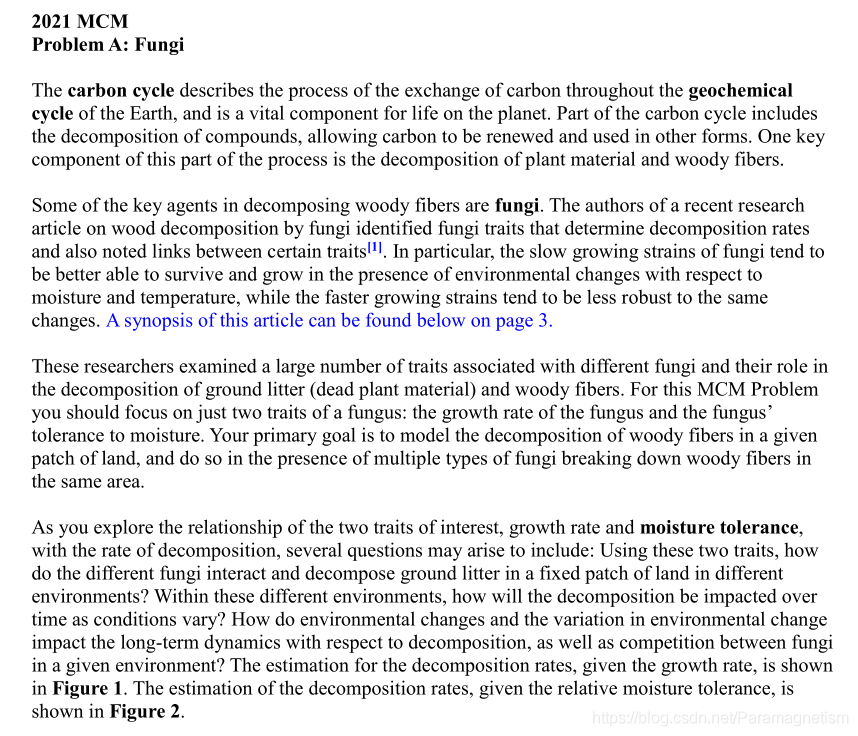 2021 MCM
Problem A: Fungi
The carbon cycle describes the process of the exchange of carbon throughout the geochemical
cycle of the Earth, and is a vital component for life on the planet. Part of the carbon cycle includes
the decomposition of compounds, allowing carbon to be renewed and used in other forms. One key
component of this part of the process is the decomposition of plant material and woody fibers.
Some of the key agents in decomposing woody fibers are fungi. The authors of a recent research
article on wood decomposition by fungi identified fungi traits that determine decomposition rates
and also noted links between certain traits[1]. In particular, the slow growing strains of fungi tend to
be better able to survive and grow in the presence of environmental changes with respect to
moisture and temperature, while the faster growing strains tend to be less robust to the same
changes. A synopsis of this article can be found below on page 3.
These researchers examined a large number of traits associated with different fungi and their role in
the decomposition of ground litter (dead plant material) and woody fibers. For this MCM Problem
you should focus on just two traits of a fungus: the growth rate of the fungus and the fungus’
tolerance to moisture. Your primary goal is to model the decomposition of woody fibers in a given
patch of land, and do so in the presence of multiple types of fungi breaking down woody fibers in
the same area.
As you explore the relationship of the two traits of interest, growth rate and moisture tolerance,
with the rate of decomposition, several questions may arise to include: Using these two traits, how
do the different fungi interact and decompose ground litter in a fixed patch of land in different
environments? Within these different environments, how will the decomposition be impacted over
time as conditions vary? How do environmental changes and the variation in environmental change
impact the long-term dynamics with respect to decomposition, as well as competition between fungi
in a given environment? The estimation for the decomposition rates, given the growth rate, is shown
in Figure 1. The estimation of the decomposition rates, given the relative moisture tolerance, is
shown in Figure 2.
https://blog.csdn.net/Paramagnetism